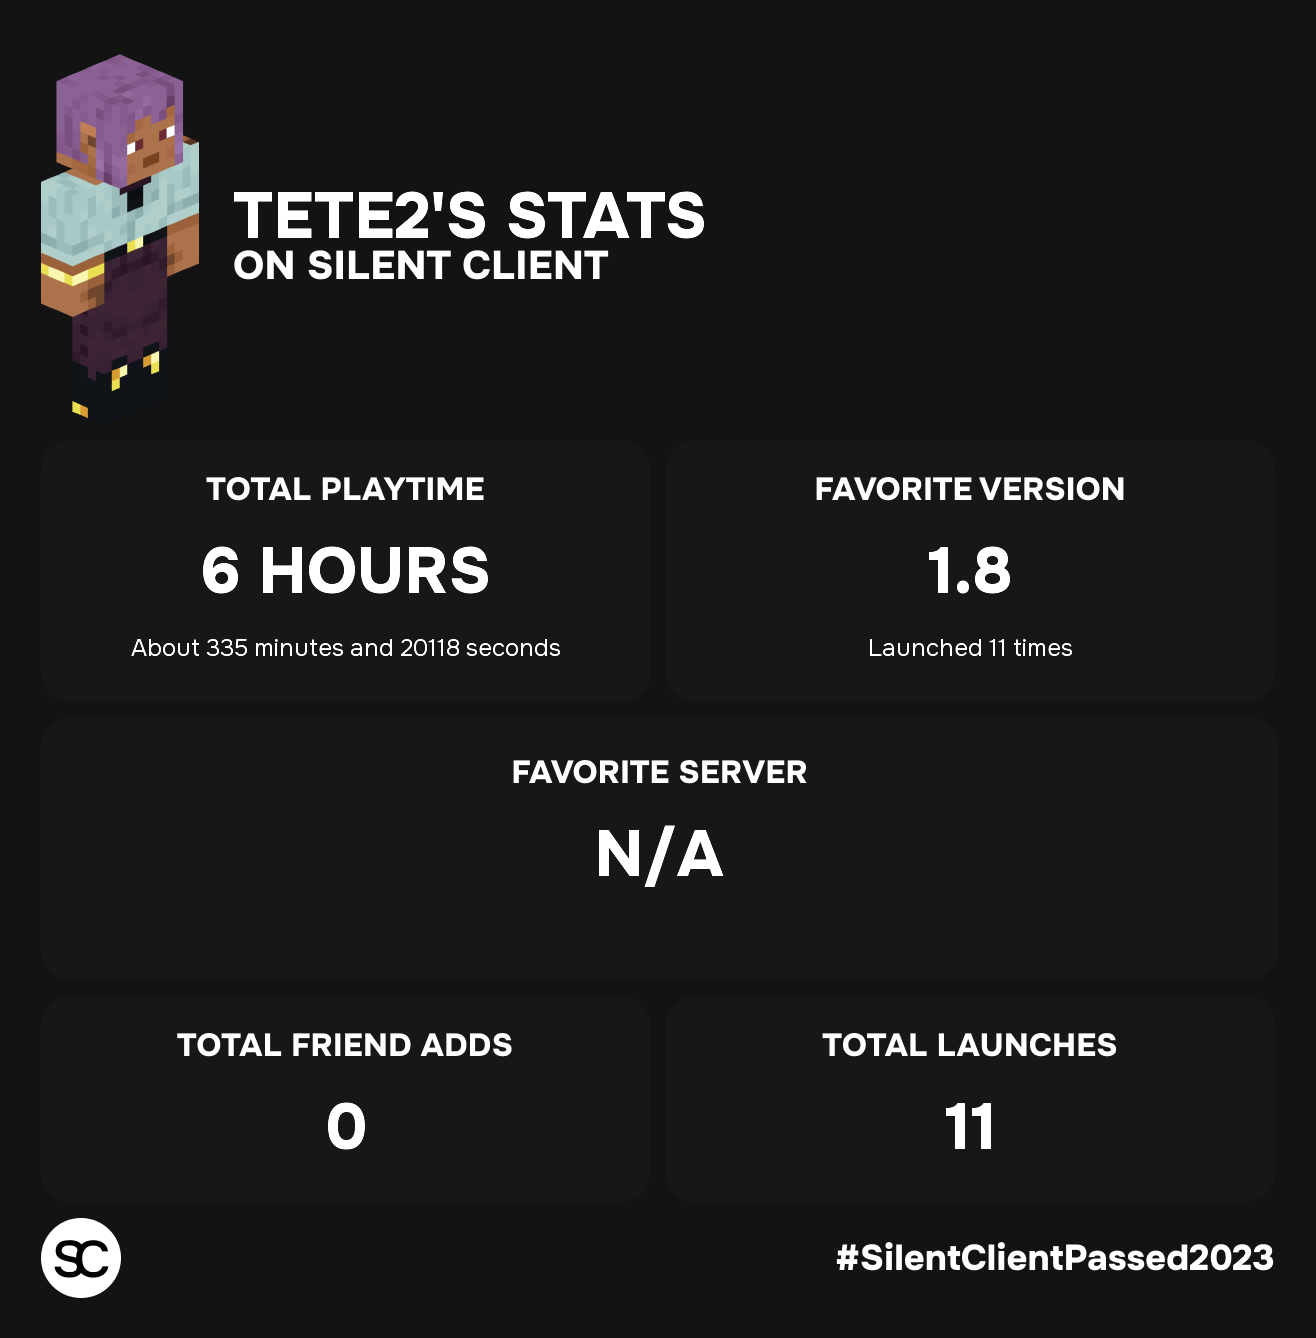 TETE2'S STATS
ON SILENT CLIENT
TOTAL PLAYTIME
6 HOURS
About 335 minutes and 20118 seconds
FAVORITE VERSION
1.8
Launched 11 times
FAVORITE SERVER
N/A
TOTAL FRIEND ADDS
0
TOTAL LAUNCHES
11
SC
#SilentClientPassed2023